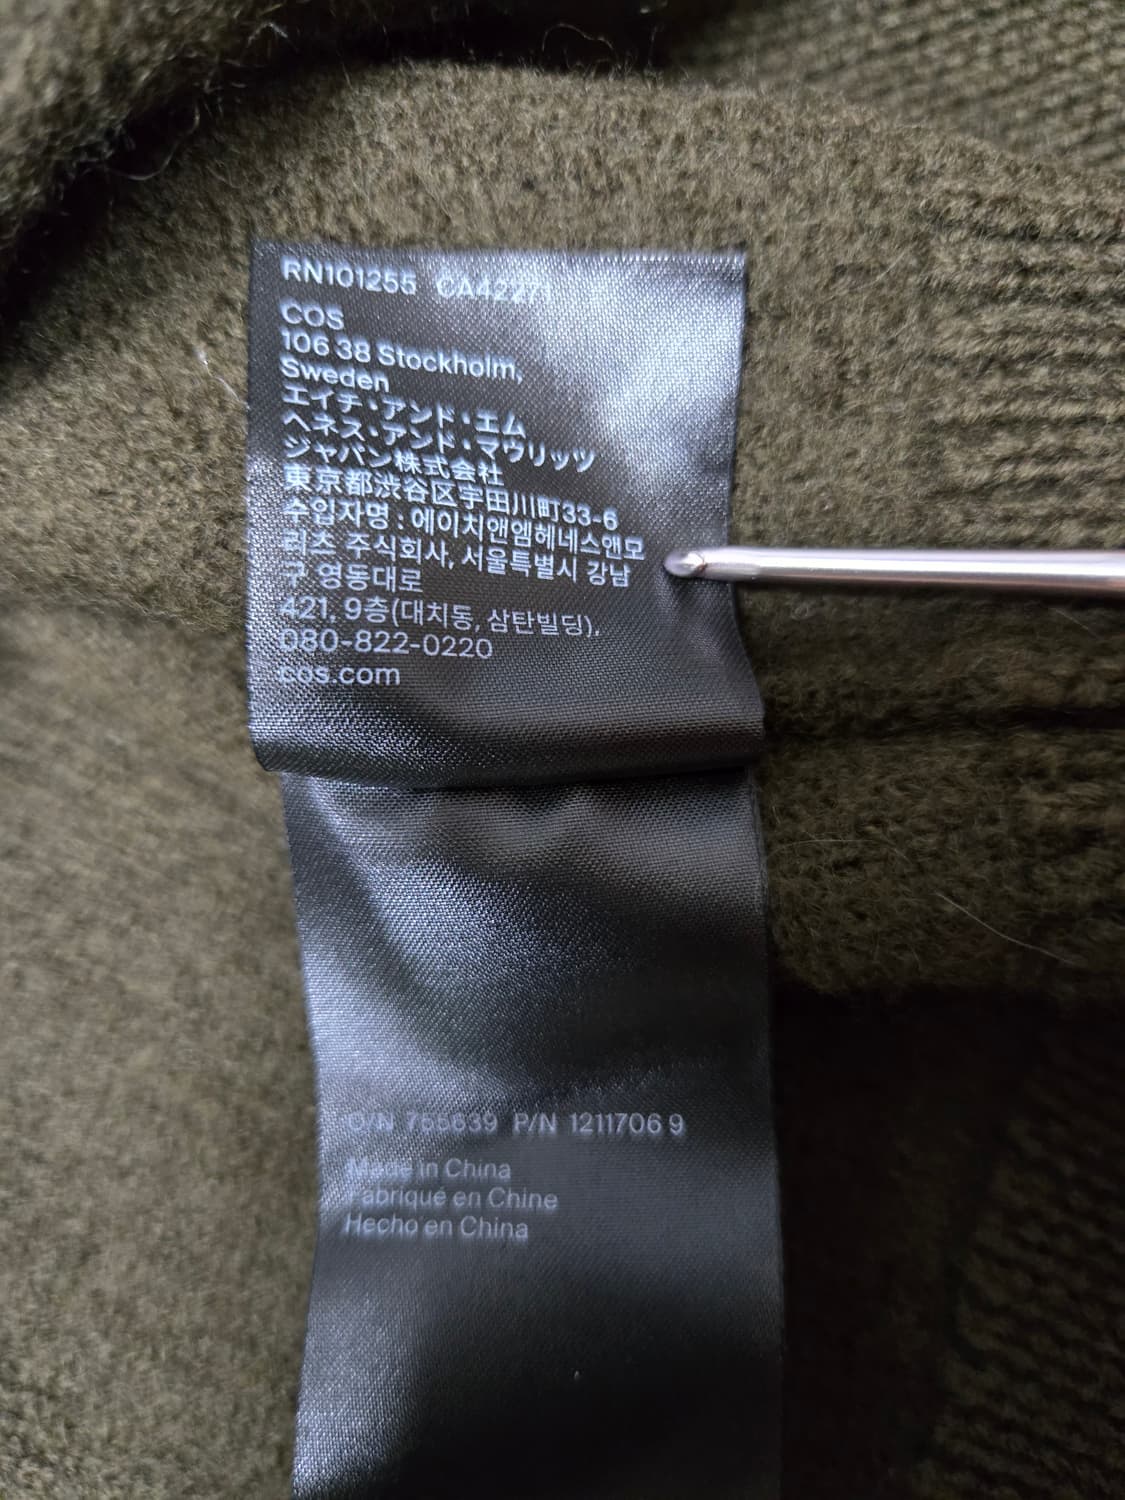 RN101255 CA42271
COS
106 38 Stockholm,
Sweden
エイチ・アンド・エム
ヘネス・アンド・マウリッツ
ジャパン株式会社
東京都渋谷区宇田川町33-6
수입자명 : 에이치앤엠헤네스앤모
리츠 주식회사, 서울특별시 강남
구 영동대로
421, 9층(대치동, 삼탄빌딩),
080-822-0220
cos.com
O/N 755639 P/N 1211706 9
Made in China
Fabriqué en Chine
Hecho en China